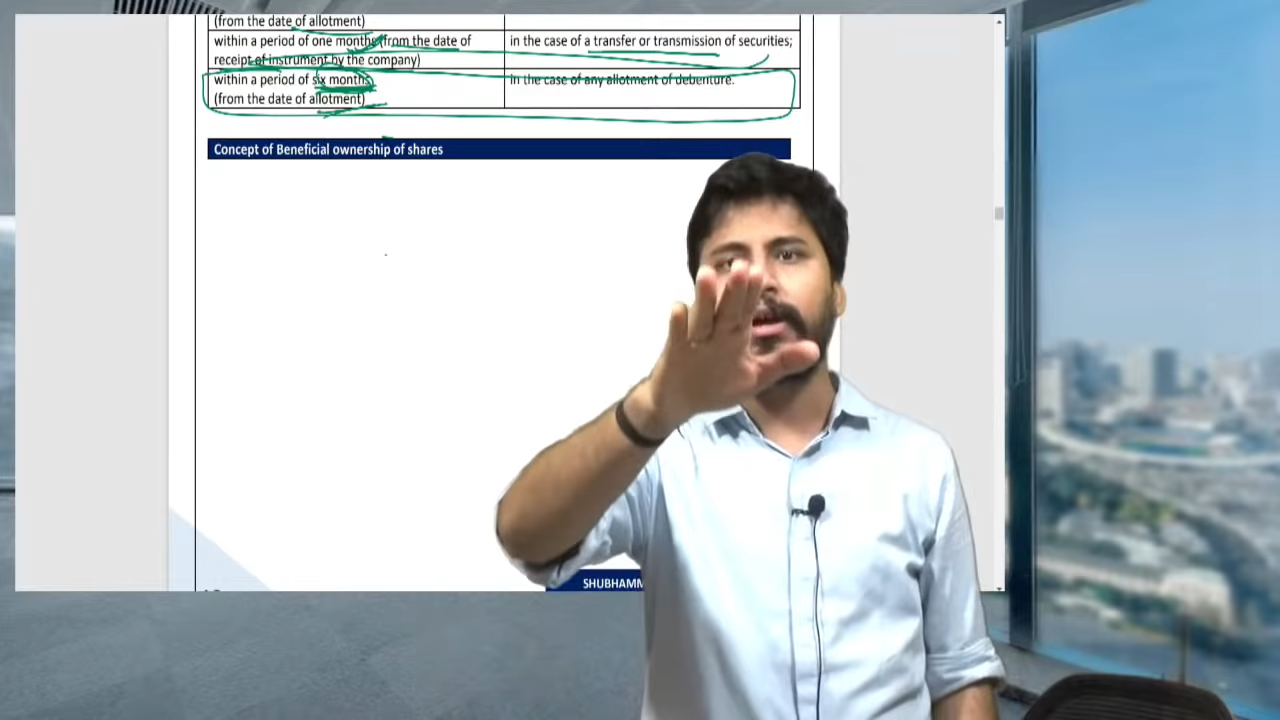 (from the date of allotment)
within a period of one months (from the date of receipt of instrument by the company)
in the case of a transfer or transmission of securities;
within a period of six months
(from the date of allotment)
in the case of any allotment of debenture.
Concept of Beneficial ownership of shares